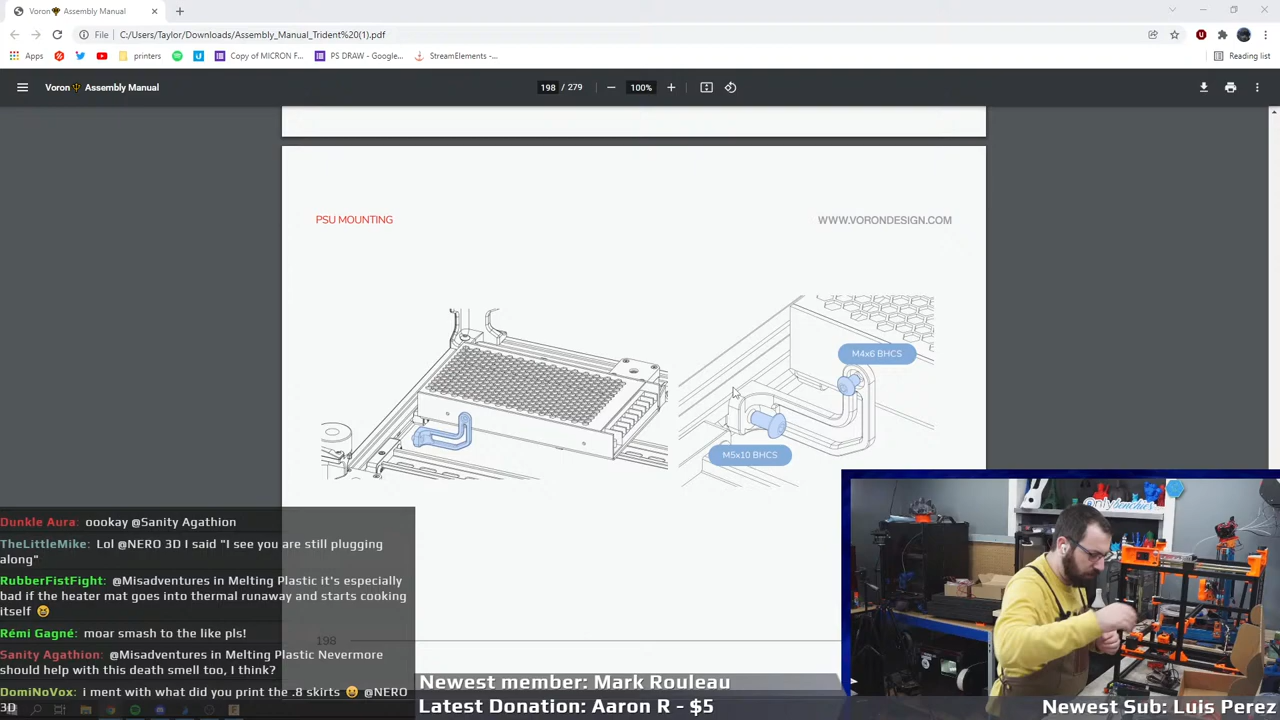 Voron Assembly Manual
File C:/Users/Taylor/Downloads/Assembly_Manual_Trident%20(1).pdf
Apps printers Copy of MICRON F... PS DRAW - Google... StreamElements -... Reading list
Voron Assembly Manual 198 / 279 100%
PSU MOUNTING WWW.VORONDESIGN.COM
M4x6 BHCS
M5x10 BHCS
198
Dunkle Aura: oookay @Sanity Agathion
TheLittleMike: Lol @NERO 3D I said "I see you are still plugging
along"
RubberFistFight: @Misadventures in Melting Plastic it's especially
bad if the heater mat goes into thermal runaway and starts cooking
itself 😆
Rémi Gagné: moar smash to the like pls!
Sanity Agathion: @Misadventures in Melting Plastic Nevermore
should help with this death smell too, I think?
DomiNoVox: i ment with what did you print the .8 skirts 😆 @NERO
3D
Onlybenchies
Newest member: Mark Rouleau
Latest Donation: Aaron R - $5
Newest Sub: Luis Perez